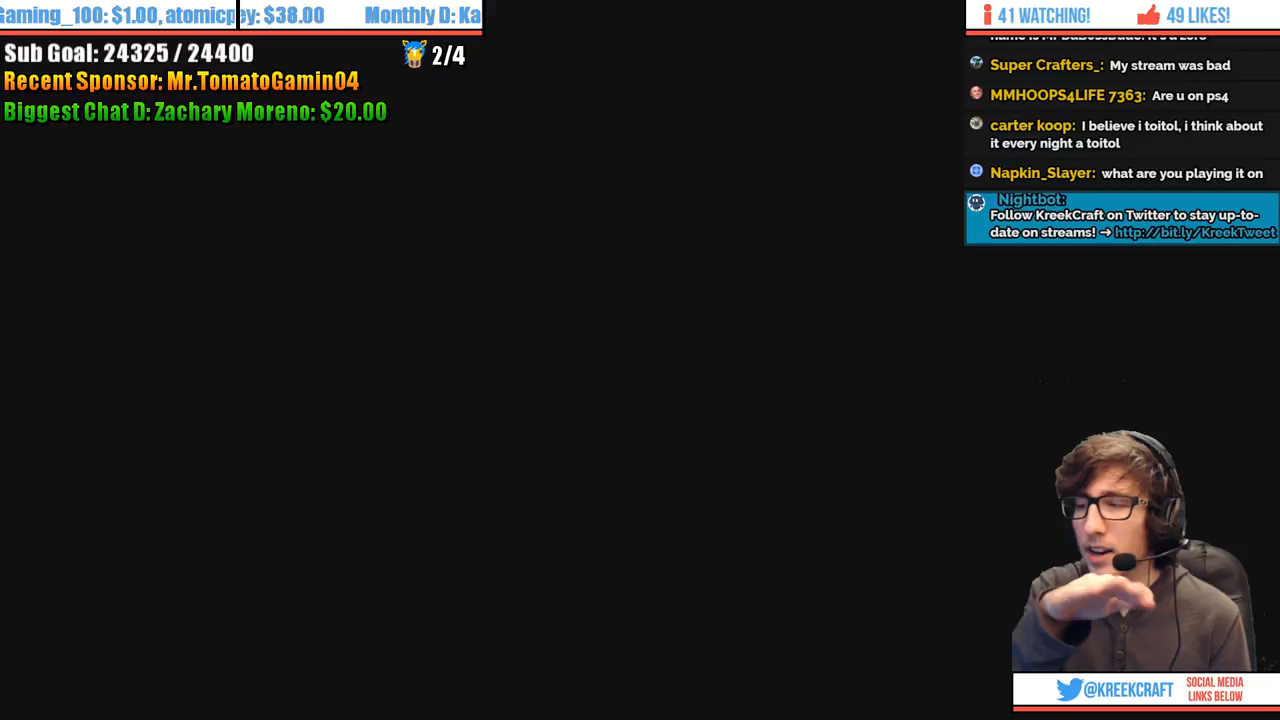 Gaming_100: $1.00, atomicp
ey: $38.00 Monthly D: Ka
Sub Goal: 24325 / 24400
2/4
Recent Sponsor: Mr.TomatoGamin04
Biggest Chat D: Zachary Moreno: $20.00
41 WATCHING!
49 LIKES!
Super Crafters_: My stream was bad
MMHOOPS4LIFE 7363: Are u on ps4
carter koop: I believe i toitol, i think about
it every night a toitol
Napkin_Slayer: what are you playing it on
Nightbot:
Follow KreekCraft on Twitter to stay up-to-
date on streams! → http://bit.ly/KreekTweet
@KREEKCRAFT
SOCIAL MEDIA
LINKS BELOW